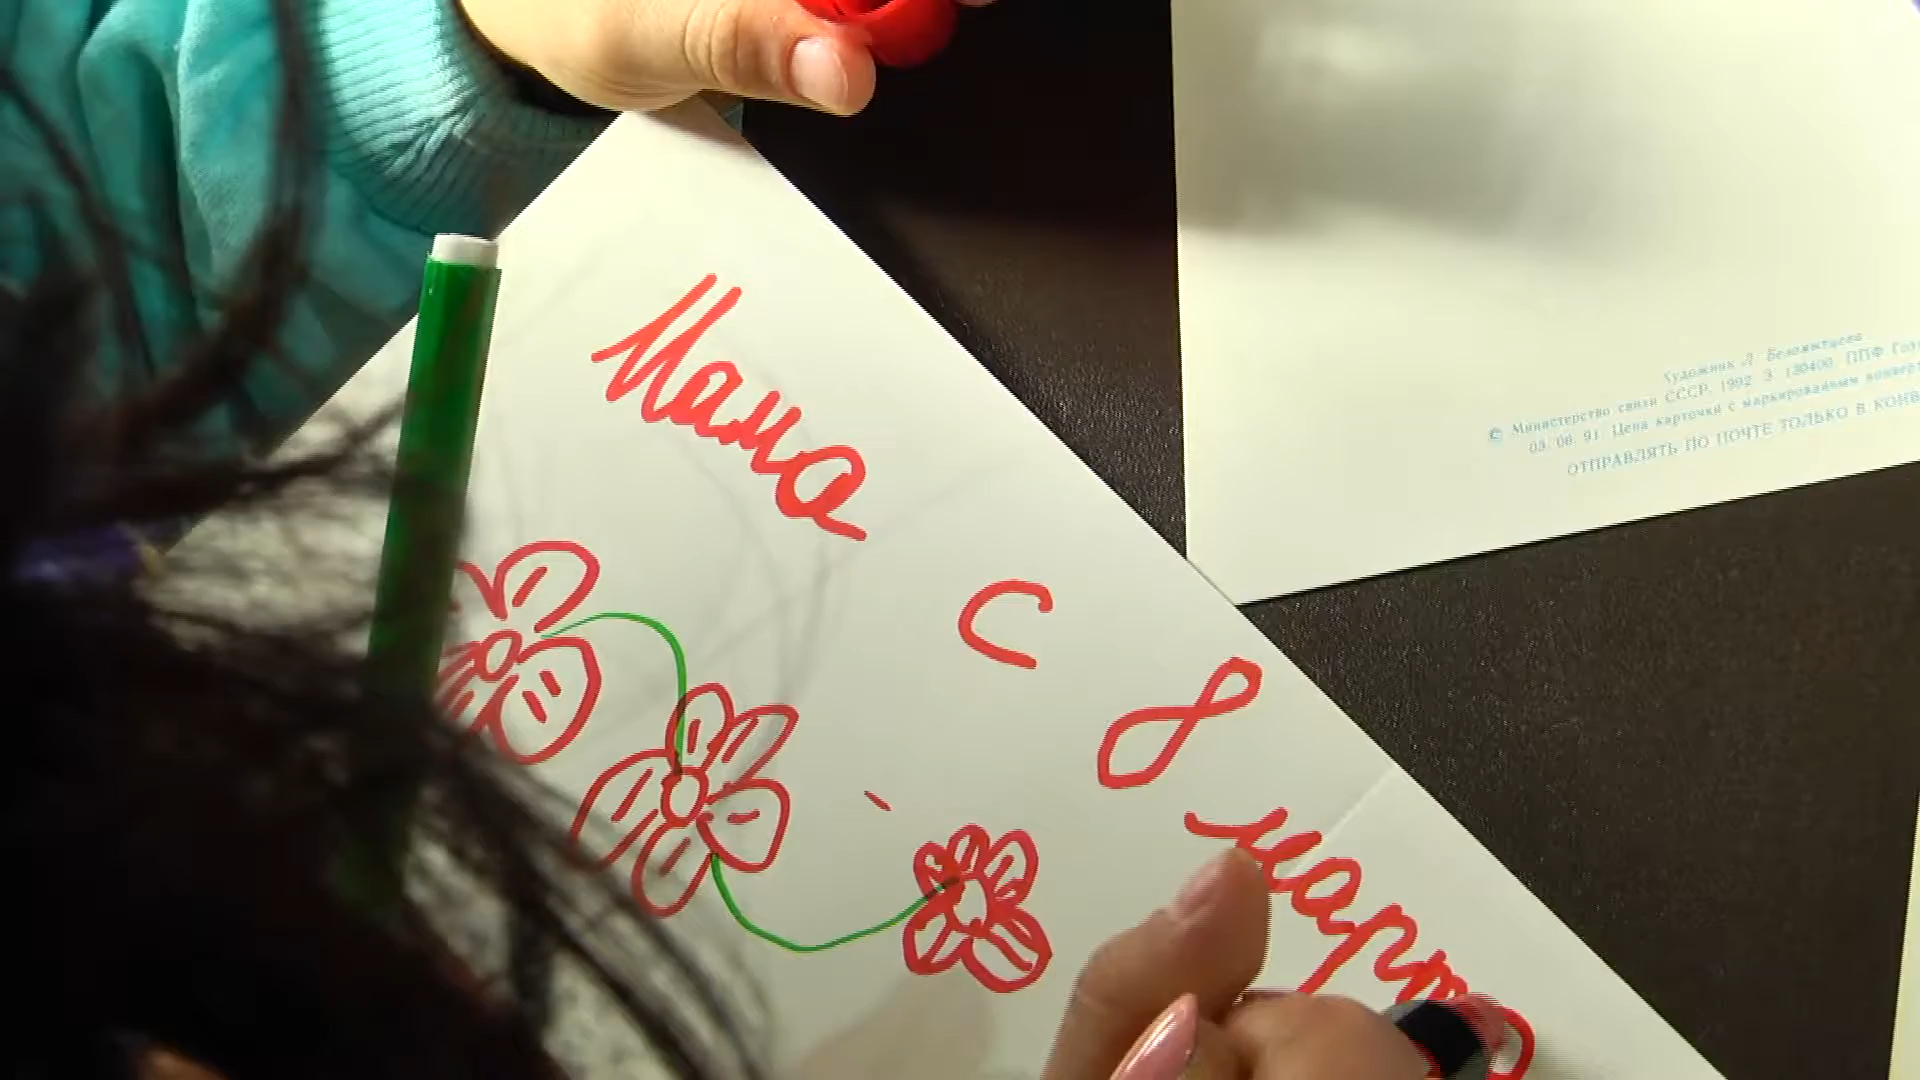 Мама
с
8
марта
Художник Л. Беломытцева
© Министерство связи СССР, 1992. З. 130400. ППФ
03. 06. 91. Цена карточки с маркированным
ОТПРАВЛЯТЬ ПО ПОЧТЕ ТОЛЬКО В